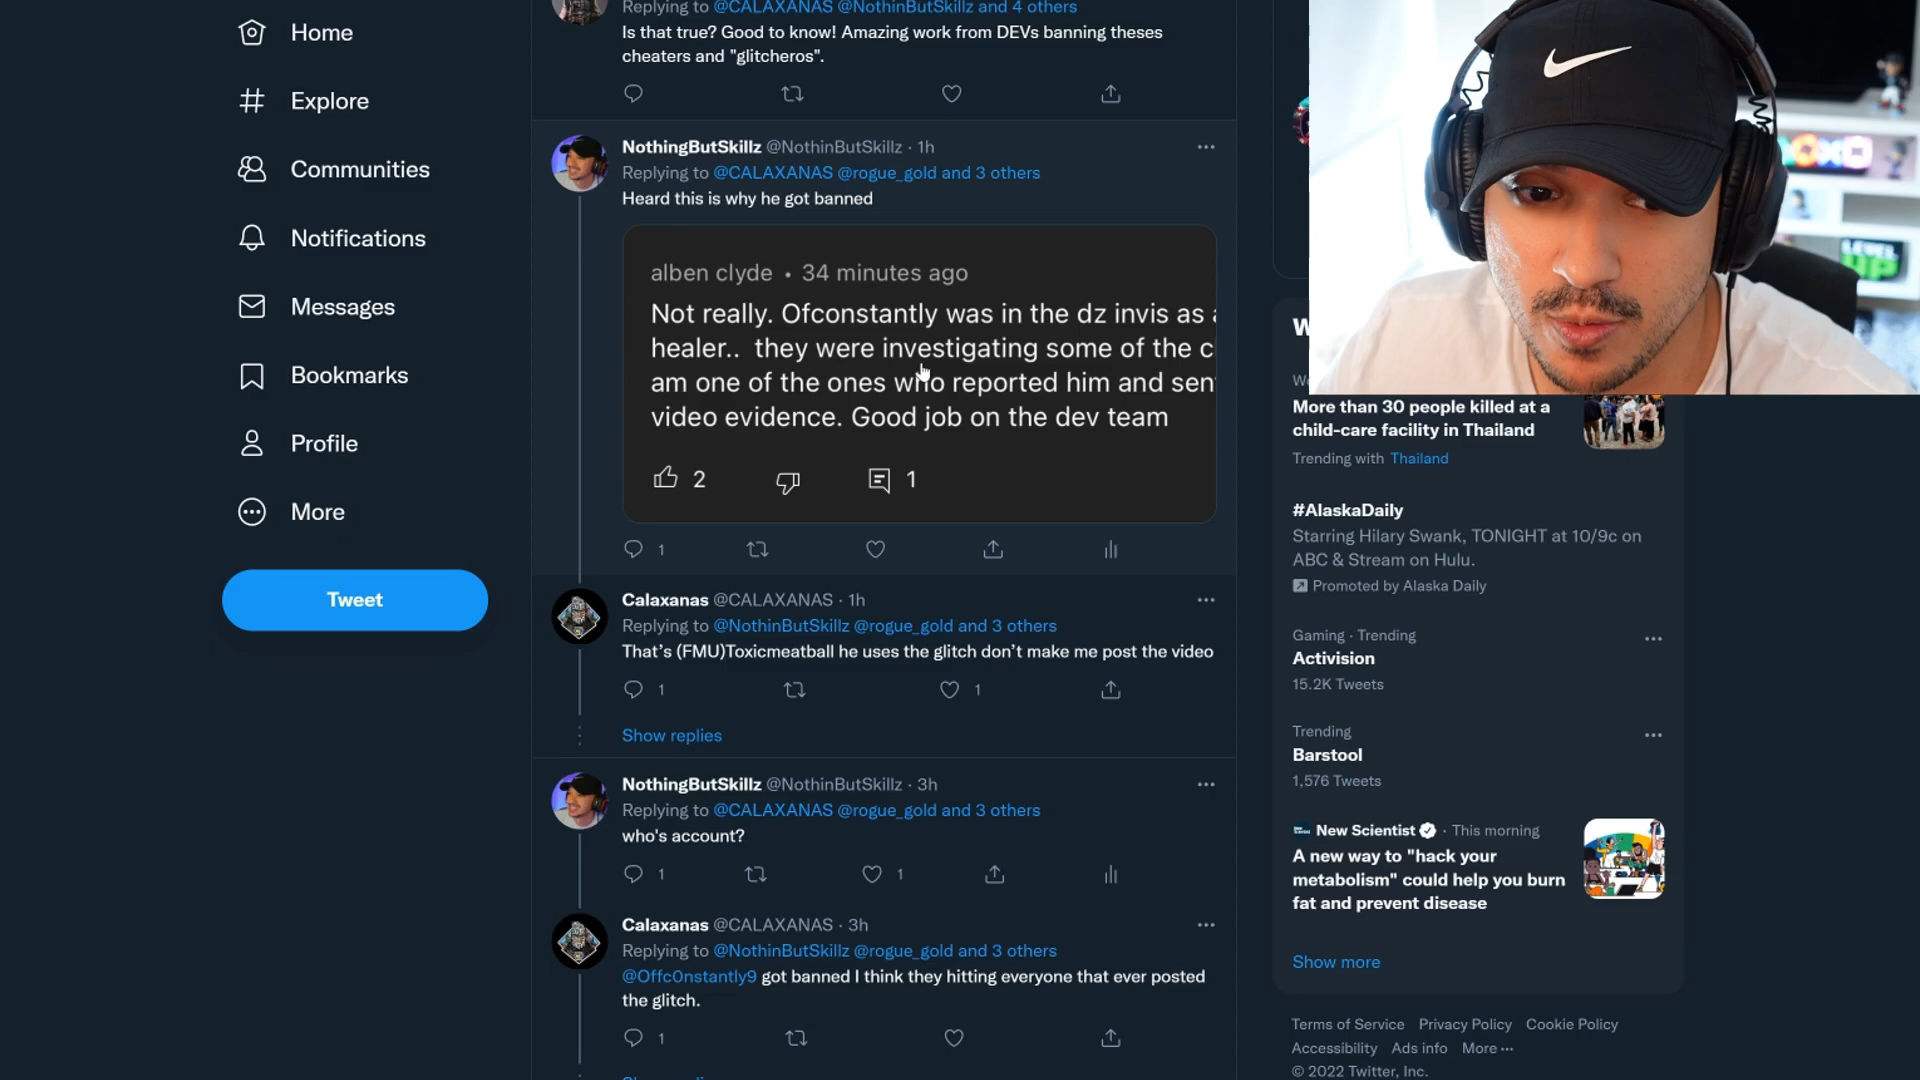 Home
Explore
Communities
Notifications
Messages
Bookmarks
Profile
More
Tweet
Replying to @CALAXANAS @NothinButSkillz and 4 others
Is that true? Good to know! Amazing work from DEVs banning theses
cheaters and "glitcheros".
NothingButSkillz @NothinButSkillz · 1h
Replying to @CALAXANAS @rogue_gold and 3 others
Heard this is why he got banned
alben clyde • 34 minutes ago
Not really. Ofconstantly was in the dz invis as
healer.. they were investigating some of the
am one of the ones who reported him and
video evidence. Good job on the dev team
2
1
1
Calaxanas @CALAXANAS · 1h
Replying to @NothinButSkillz @rogue_gold and 3 others
That's (FMU)Toxicmeatball he uses the glitch don't make me post the video
1
1
Show replies
NothingButSkillz @NothinButSkillz · 3h
Replying to @CALAXANAS @rogue_gold and 3 others
who's account?
1
1
Calaxanas @CALAXANAS · 3h
Replying to @NothinButSkillz @rogue_gold and 3 others
@Offc0nstantly9 got banned I think they hitting everyone that ever posted
the glitch.
1
LEVEL
UP
More than 30 people killed at a
child-care facility in Thailand
Trending with Thailand
#AlaskaDaily
Starring Hilary Swank, TONIGHT at 10/9c on
ABC & Stream on Hulu.
Promoted by Alaska Daily
Gaming · Trending
Activision
15.2K Tweets
Trending
Barstool
1,576 Tweets
New Scientist · This morning
A new way to "hack your
metabolism" could help you burn
fat and prevent disease
Show more
Terms of Service Privacy Policy Cookie Policy
Accessibility Ads info More ···
© 2022 Twitter, Inc.